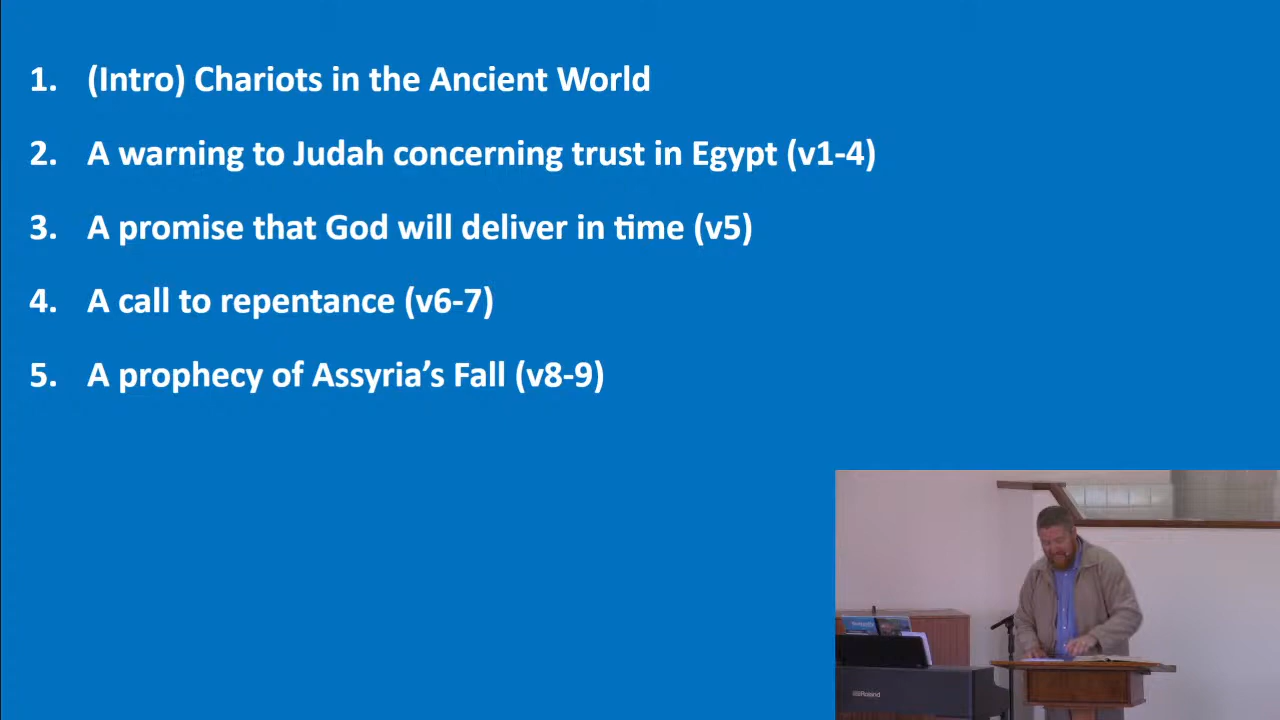 1. (Intro) Chariots in the Ancient World
2. A warning to Judah concerning trust in Egypt (v1-4)
3. A promise that God will deliver in time (v5)
4. A call to repentance (v6-7)
5. A prophecy of Assyria’s Fall (v8-9)
Roland